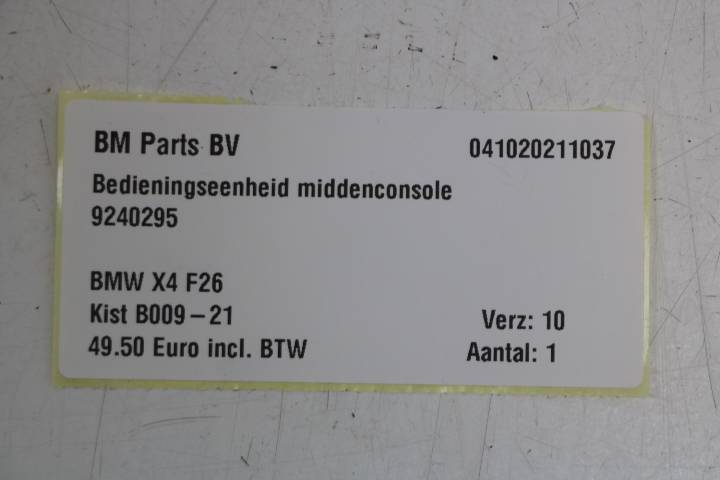 BM Parts BV 041020211037
Bedieningseenheid middenconsole
9240295
BMW X4 F26
Kist B009-21 Verz: 10
49.50 Euro incl. BTW Aantal: 1